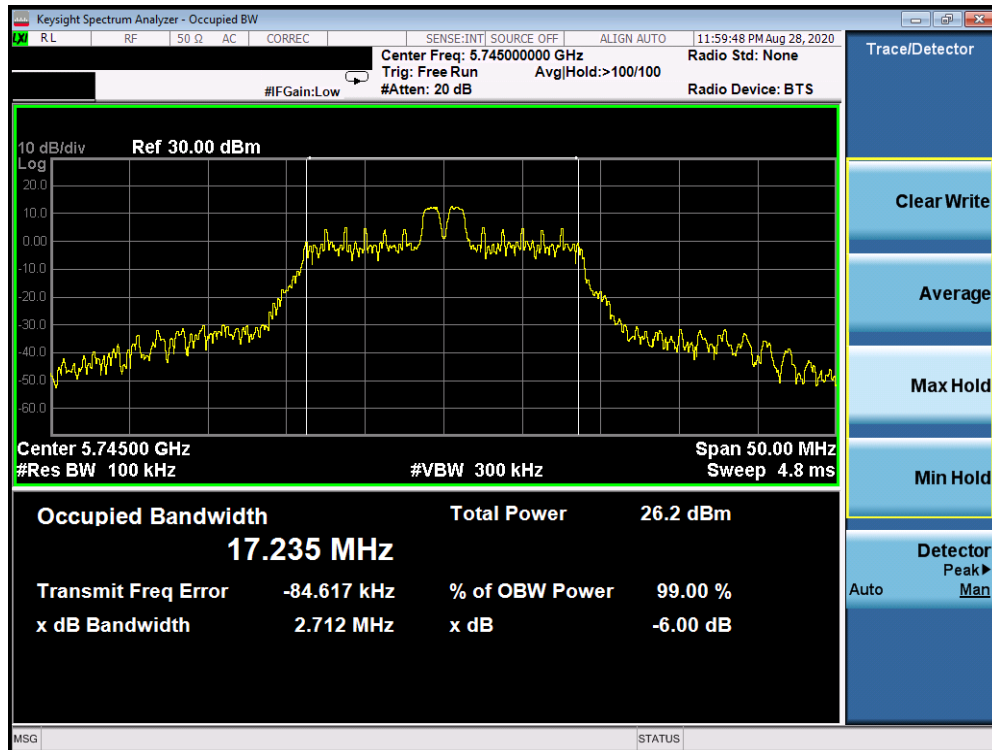 Keysight Spectrum Analyzer - Occupied BW
LXI RL RF 50 Ω AC CORREC SENSE:INT SOURCE OFF ALIGN AUTO 11:59:48 PM Aug 28, 2020
Center Freq: 5.745000000 GHz Radio Std: None
Trig: Free Run Avg|Hold:>100/100
#IFGain:Low #Atten: 20 dB Radio Device: BTS
Trace/Detector
10 dB/div Ref 30.00 dBm
Log
20.0
10.0
0.00
-10.0
-20.0
-30.0
-40.0
-50.0
-60.0
Center 5.74500 GHz Span 50.00 MHz
#Res BW 100 kHz #VBW 300 kHz Sweep 4.8 ms
Occupied Bandwidth Total Power 26.2 dBm
17.235 MHz
Transmit Freq Error -84.617 kHz % of OBW Power 99.00 %
x dB Bandwidth 2.712 MHz x dB -6.00 dB
Clear Write
Average
Max Hold
Min Hold
Detector
Peak▶
Auto Man
MSG STATUS